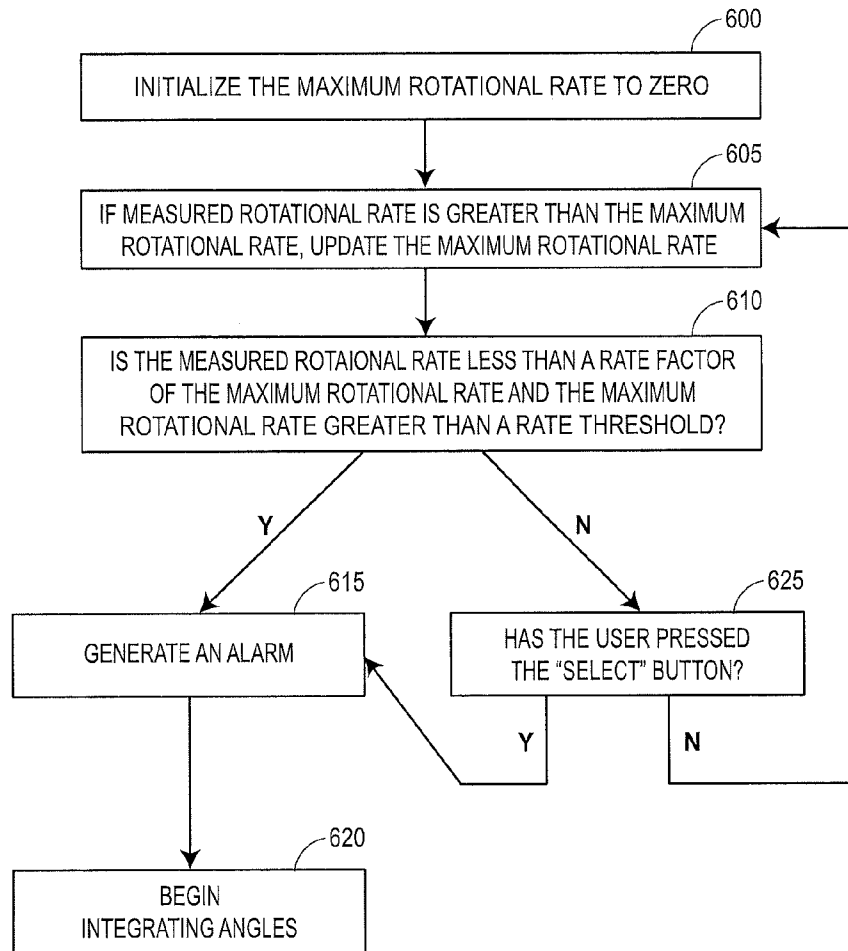 600
INITIALIZE THE MAXIMUM ROTATIONAL RATE TO ZERO
605
IF MEASURED ROTATIONAL RATE IS GREATER THAN THE MAXIMUM
ROTATIONAL RATE, UPDATE THE MAXIMUM ROTATIONAL RATE
610
IS THE MEASURED ROTAIONAL RATE LESS THAN A RATE FACTOR
OF THE MAXIMUM ROTATIONAL RATE AND THE MAXIMUM
ROTATIONAL RATE GREATER THAN A RATE THRESHOLD?
Y
N
615
GENERATE AN ALARM
625
HAS THE USER PRESSED
THE “SELECT” BUTTON?
Y
N
620
BEGIN
INTEGRATING ANGLES